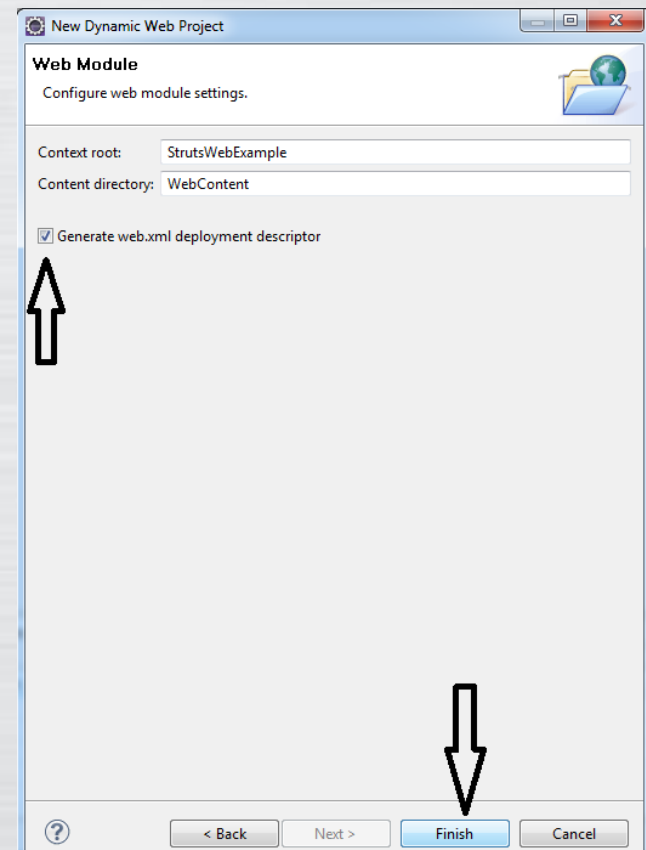 New Dynamic Web Project
Web Module
Configure web module settings.
Context root: StrutsWebExample
Content directory: WebContent
Generate web.xml deployment descriptor
? < Back Next > Finish Cancel